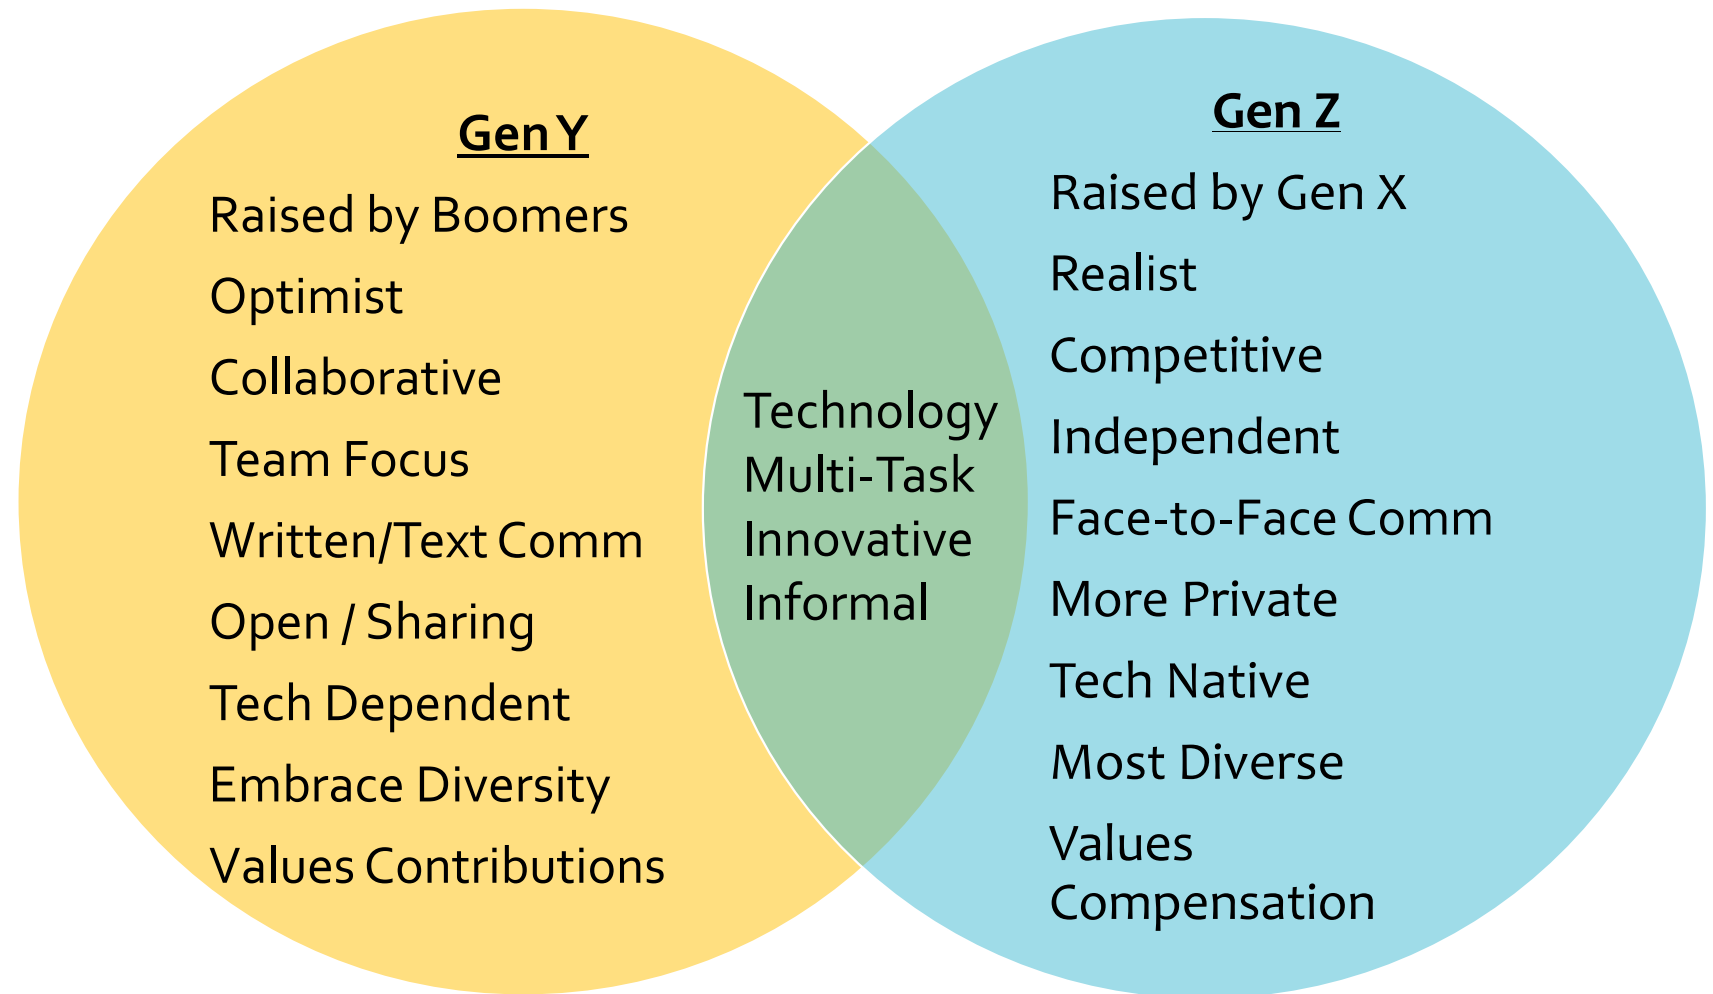 Gen Y
Raised by Boomers
Optimist
Collaborative
Team Focus
Written/Text Comm
Open / Sharing
Tech Dependent
Embrace Diversity
Values Contributions
Technology
Multi-Task
Innovative
Informal
Gen Z
Raised by Gen X
Realist
Competitive
Independent
Face-to-Face Comm
More Private
Tech Native
Most Diverse
Values
Compensation